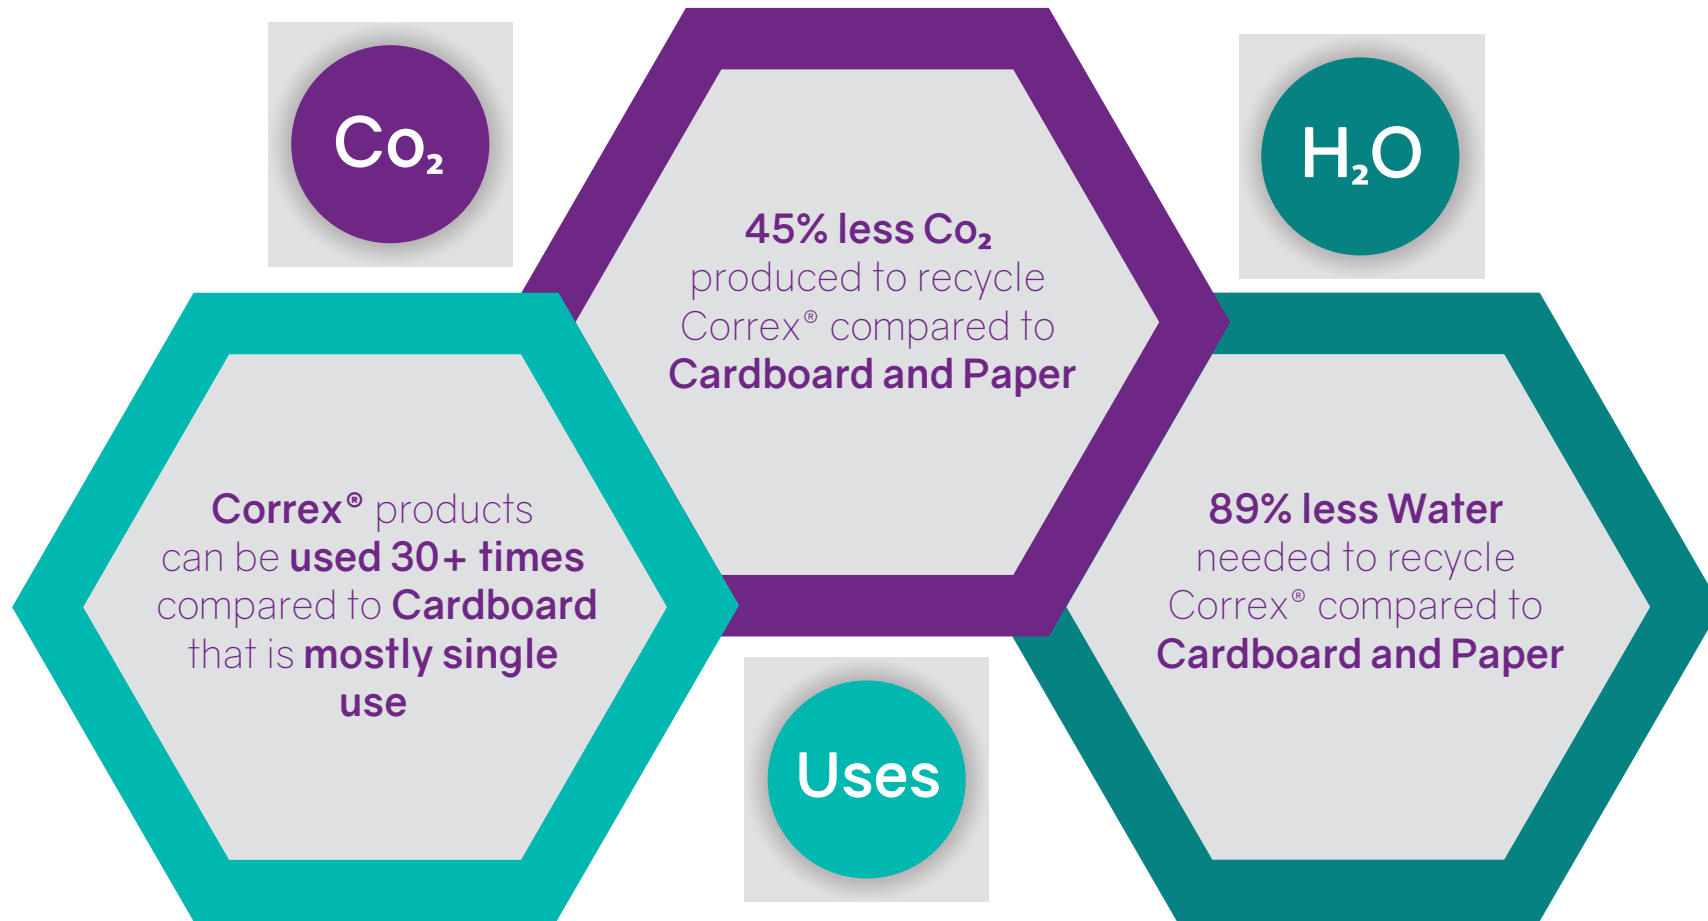 Co₂
H₂O
45% less Co₂
produced to recycle
Correx® compared to
Cardboard and Paper
Correx® products
can be used 30+ times
compared to Cardboard
that is mostly single
use
89% less Water
needed to recycle
Correx® compared to
Cardboard and Paper
Uses